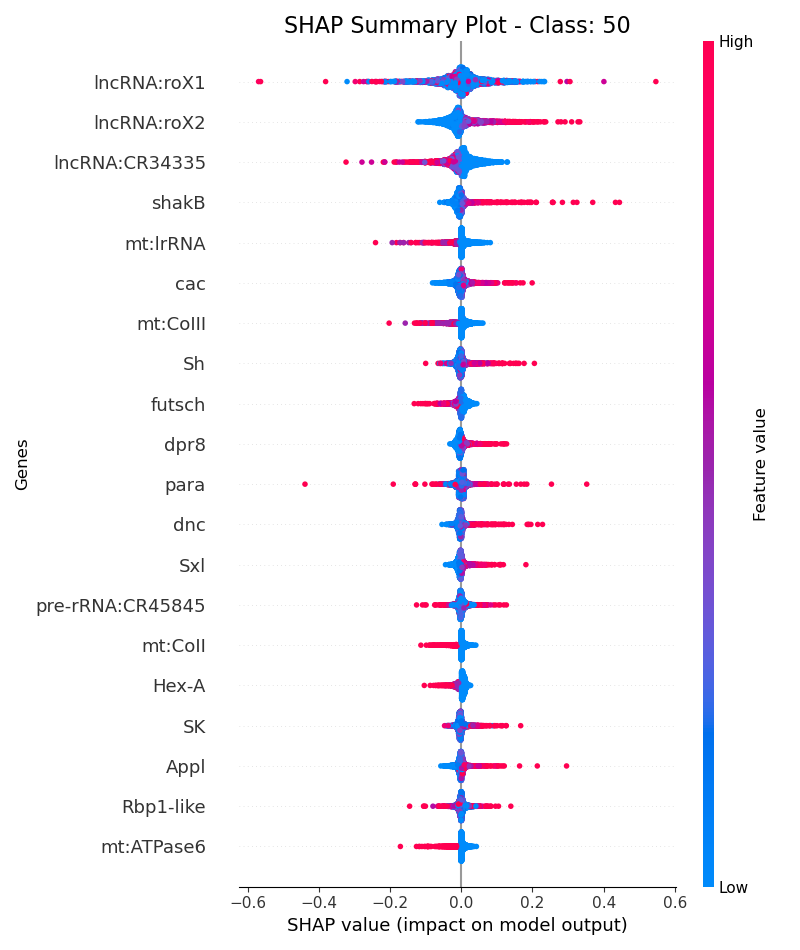 SHAP Summary Plot - Class: 50
High
lncRNA:roX1
lncRNA:roX2
lncRNA:CR34335
shakB
mt:lrRNA
cac
mt:CoIII
Sh
futsch
dpr8
para
dnc
Sxl
pre-rRNA:CR45845
mt:CoII
Hex-A
SK
Appl
Rbp1-like
mt:ATPase6
Genes
Feature value
Low
−0.6 −0.4 −0.2 0.0 0.2 0.4 0.6
SHAP value (impact on model output)